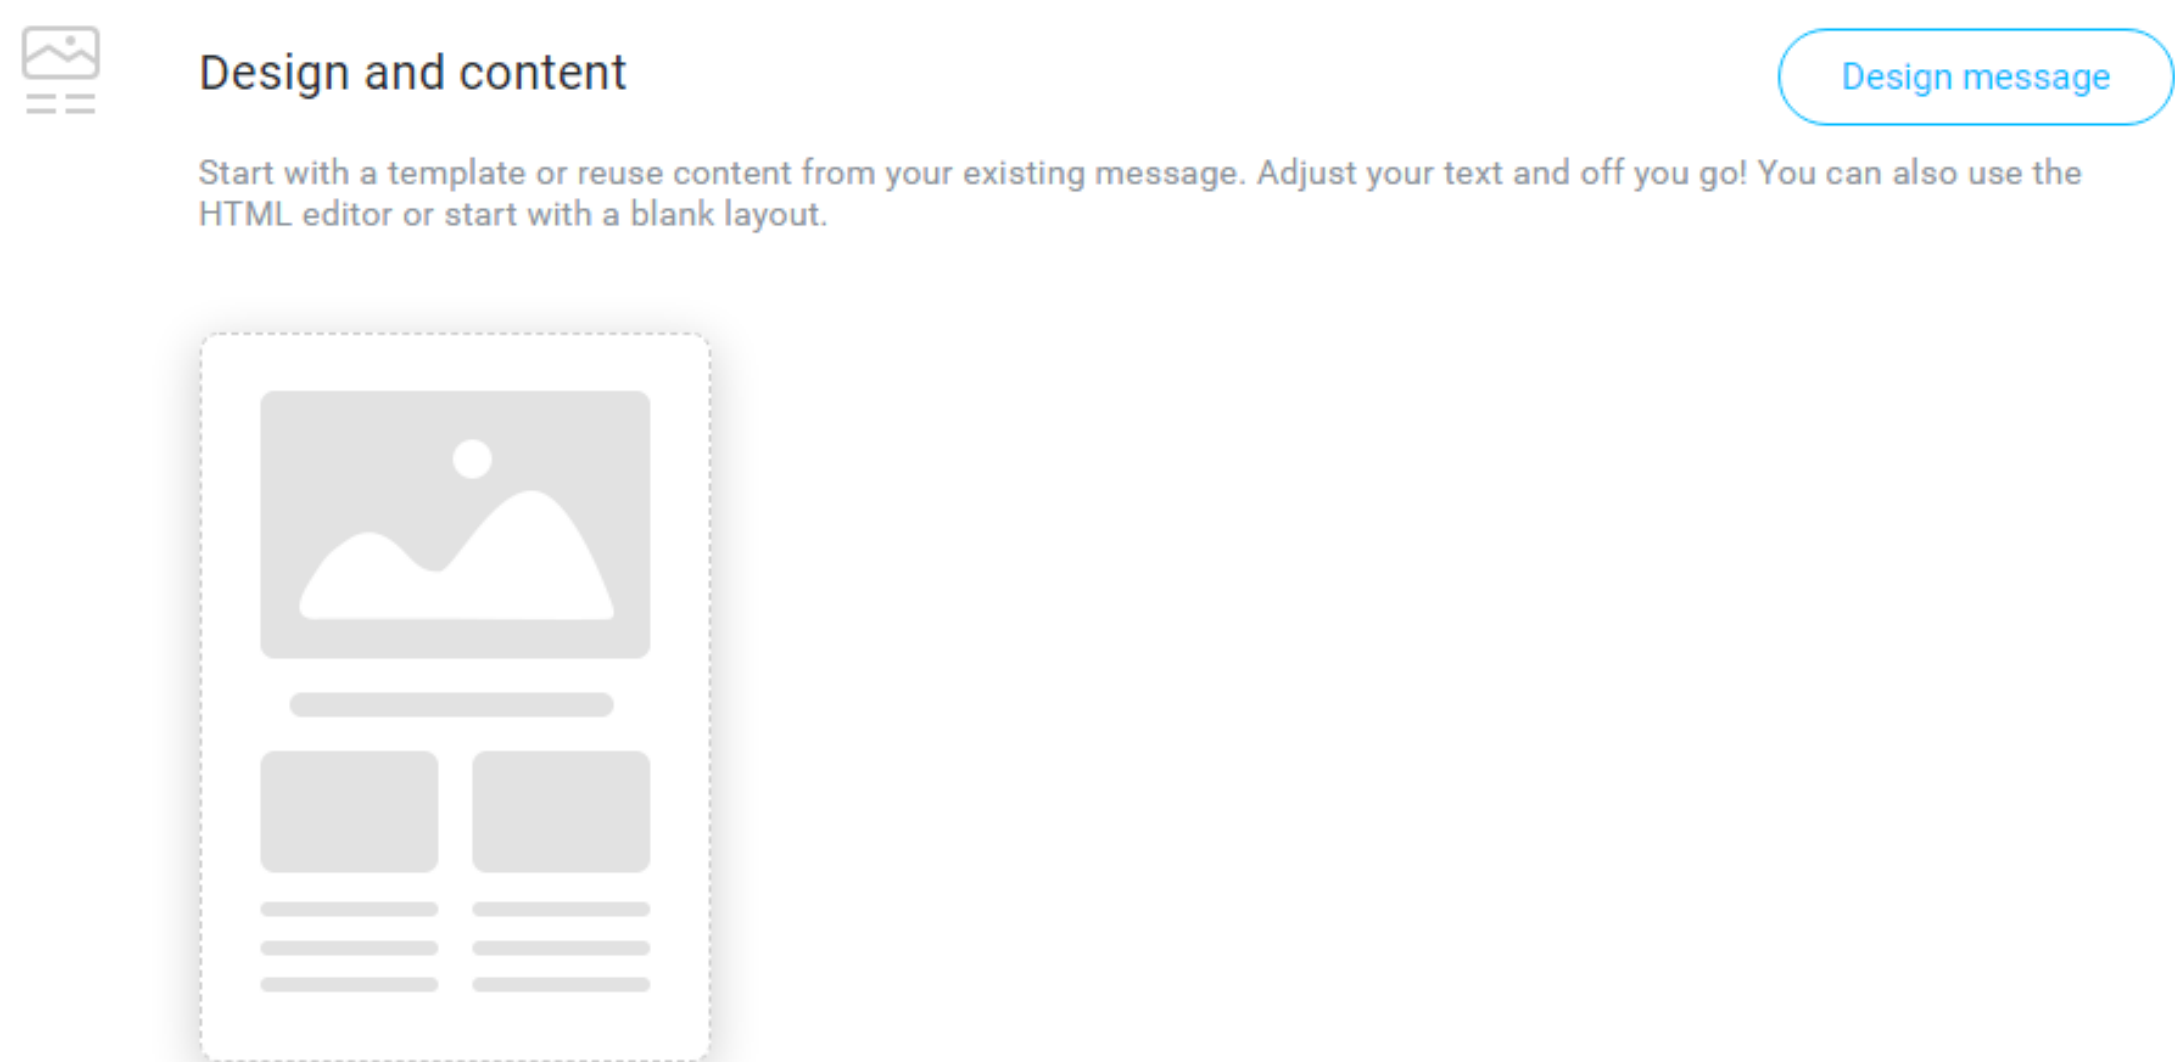 Design and content
Design message
Start with a template or reuse content from your existing message. Adjust your text and off you go! You can also use the
HTML editor or start with a blank layout.